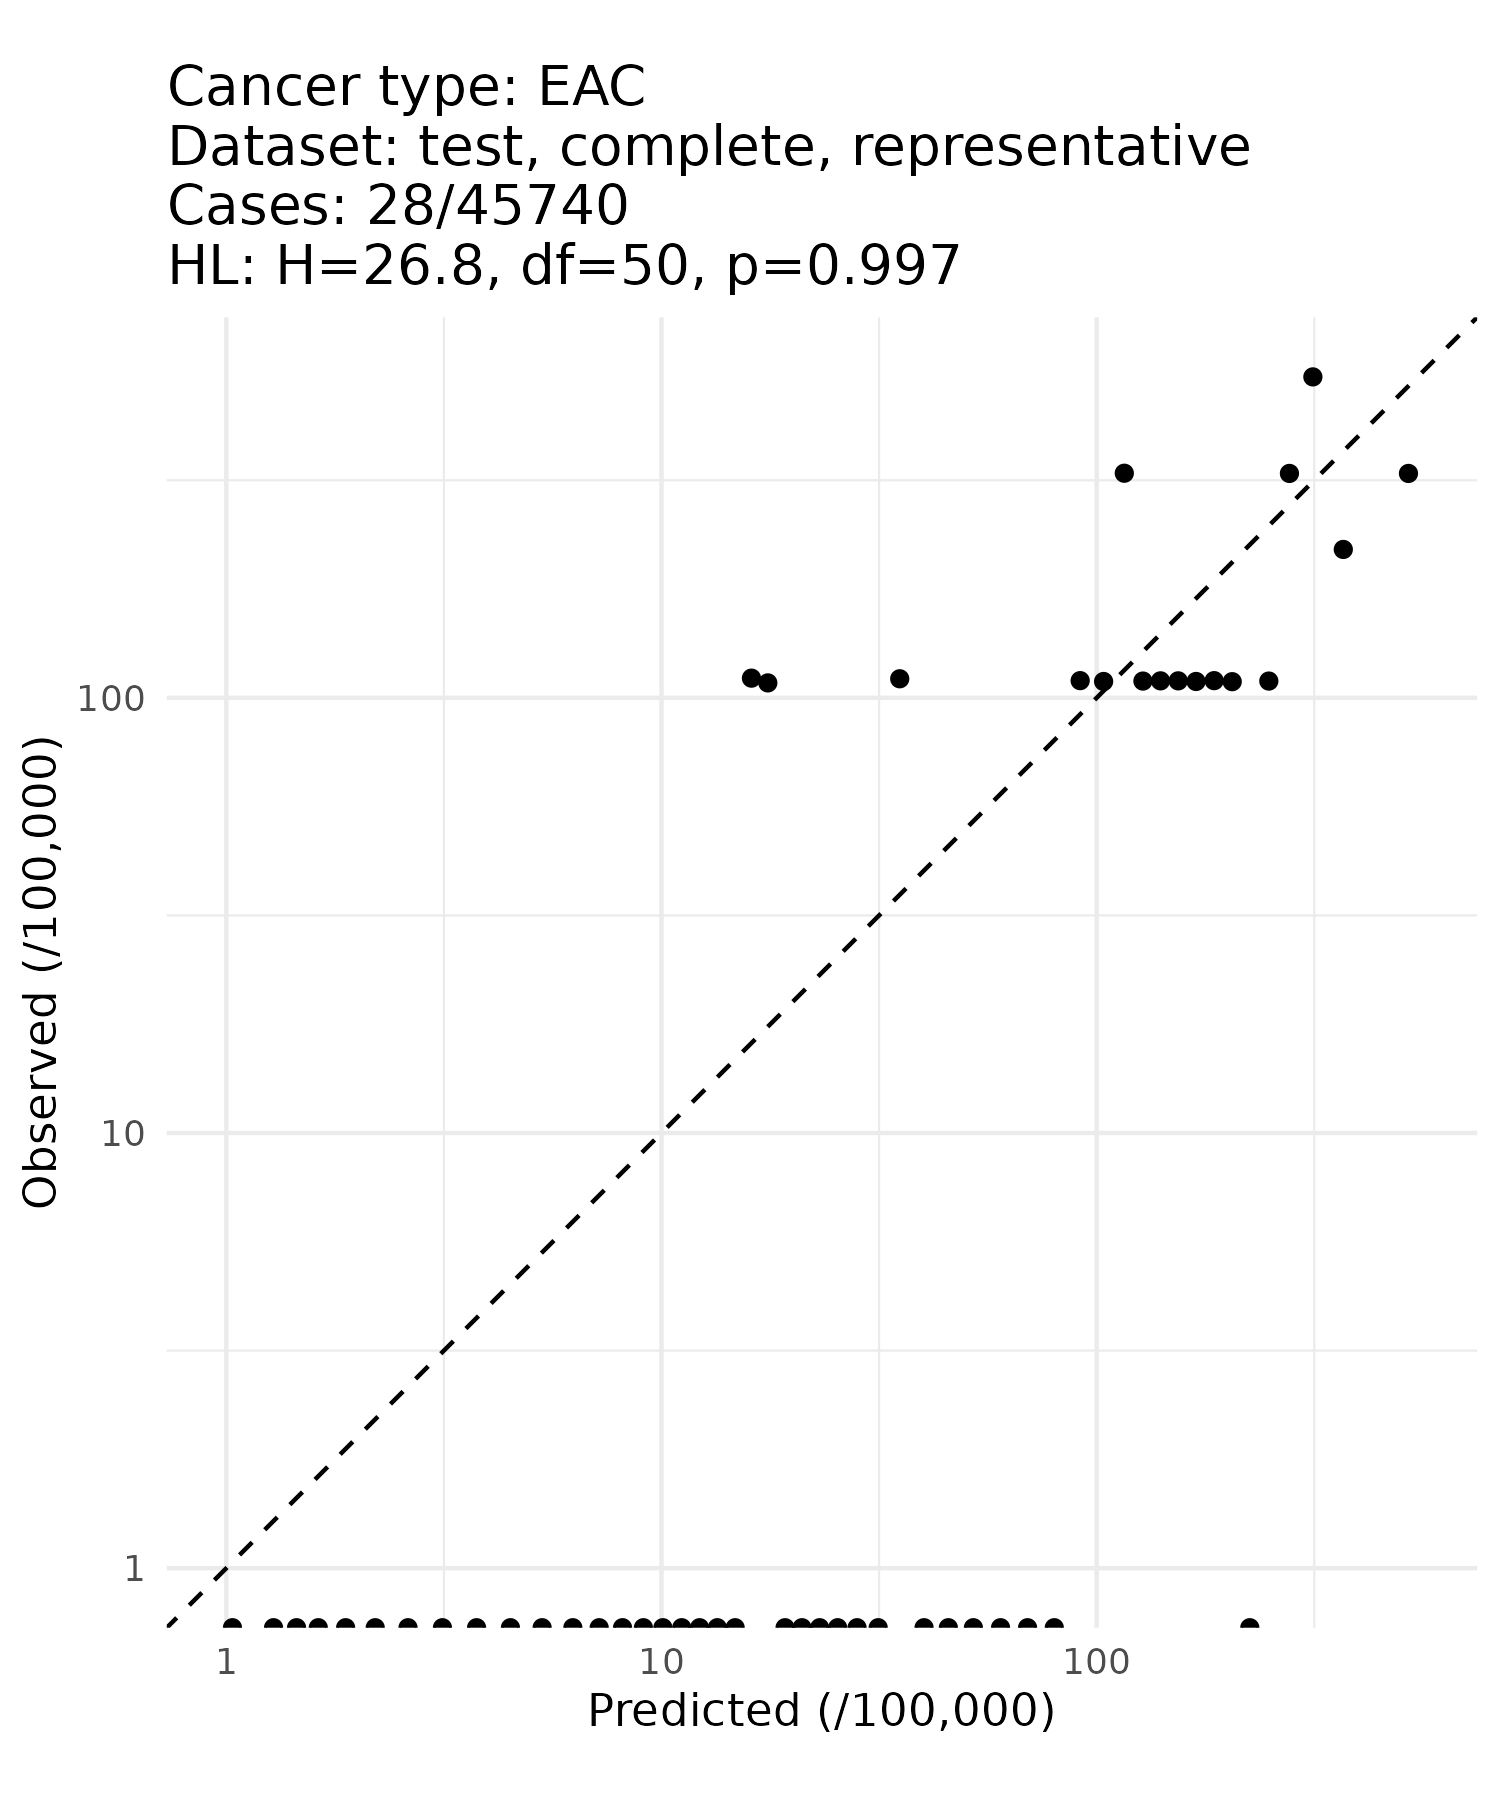 Cancer type: EAC
Dataset: test, complete, representative
Cases: 28/45740
HL: H=26.8, df=50, p=0.997
Observed (/100,000)
100
10
1
1
10
100
Predicted (/100,000)